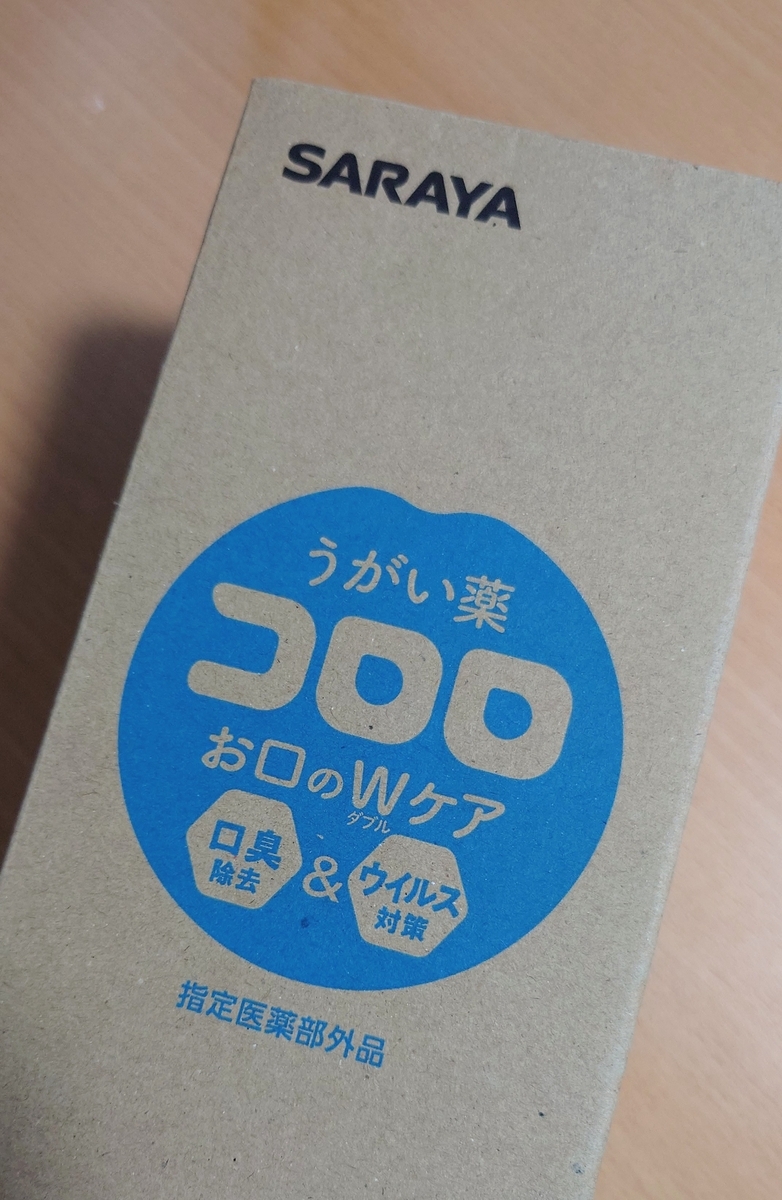 SARAYA
うがい薬
コロロ
お口のWケア
ダブル
口臭
除去
&
ウイルス
対策
指定医薬部外品